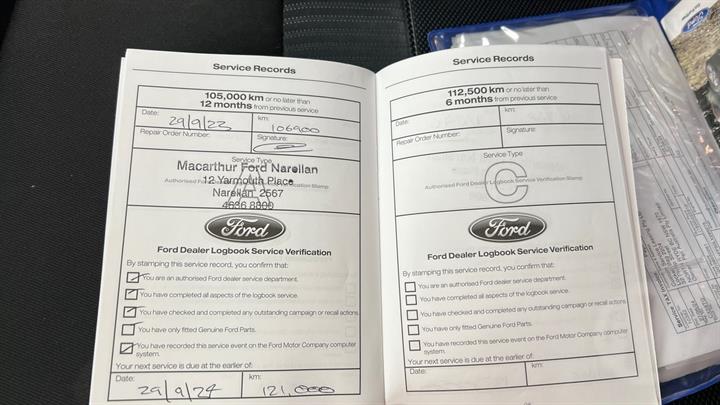 Service Records
105,000 km or no later than
12 months from previous service
Date: 29/9/23 km: 106900
Repair Order Number: Signature:
Service Type
A
Macarthur Ford Narellan
Authorised Ford Dealer Logbook Service Verification Stamp
12 Yarmouth Place
Narellan 2567
4636 8800
Ford
Ford Dealer Logbook Service Verification
By stamping this service record, you confirm that:
You are an authorised Ford dealer service department.
You have completed all aspects of the logbook service.
You have checked and completed any outstanding campaign or recall actions.
You have only fitted Genuine Ford Parts.
You have recorded this service event on the Ford Motor Company computer
system.
Your next service is due at the earlier of:
Date: km:
29/9/24 121,000
Service Records
112,500 km or no later than
6 months from previous service
Date: km:
Repair Order Number: Signature:
Service Type
C
Authorised Ford Dealer Logbook Service Verification Stamp
Ford
Ford Dealer Logbook Service Verification
By stamping this service record, you confirm that:
You are an authorised Ford dealer service department.
You have completed all aspects of the logbook service.
You have checked and completed any outstanding campaign or recall actions.
You have only fitted Genuine Ford Parts.
You have recorded this service event on the Ford Motor Company computer
system.
Your next service is due at the earlier of:
Date: km: